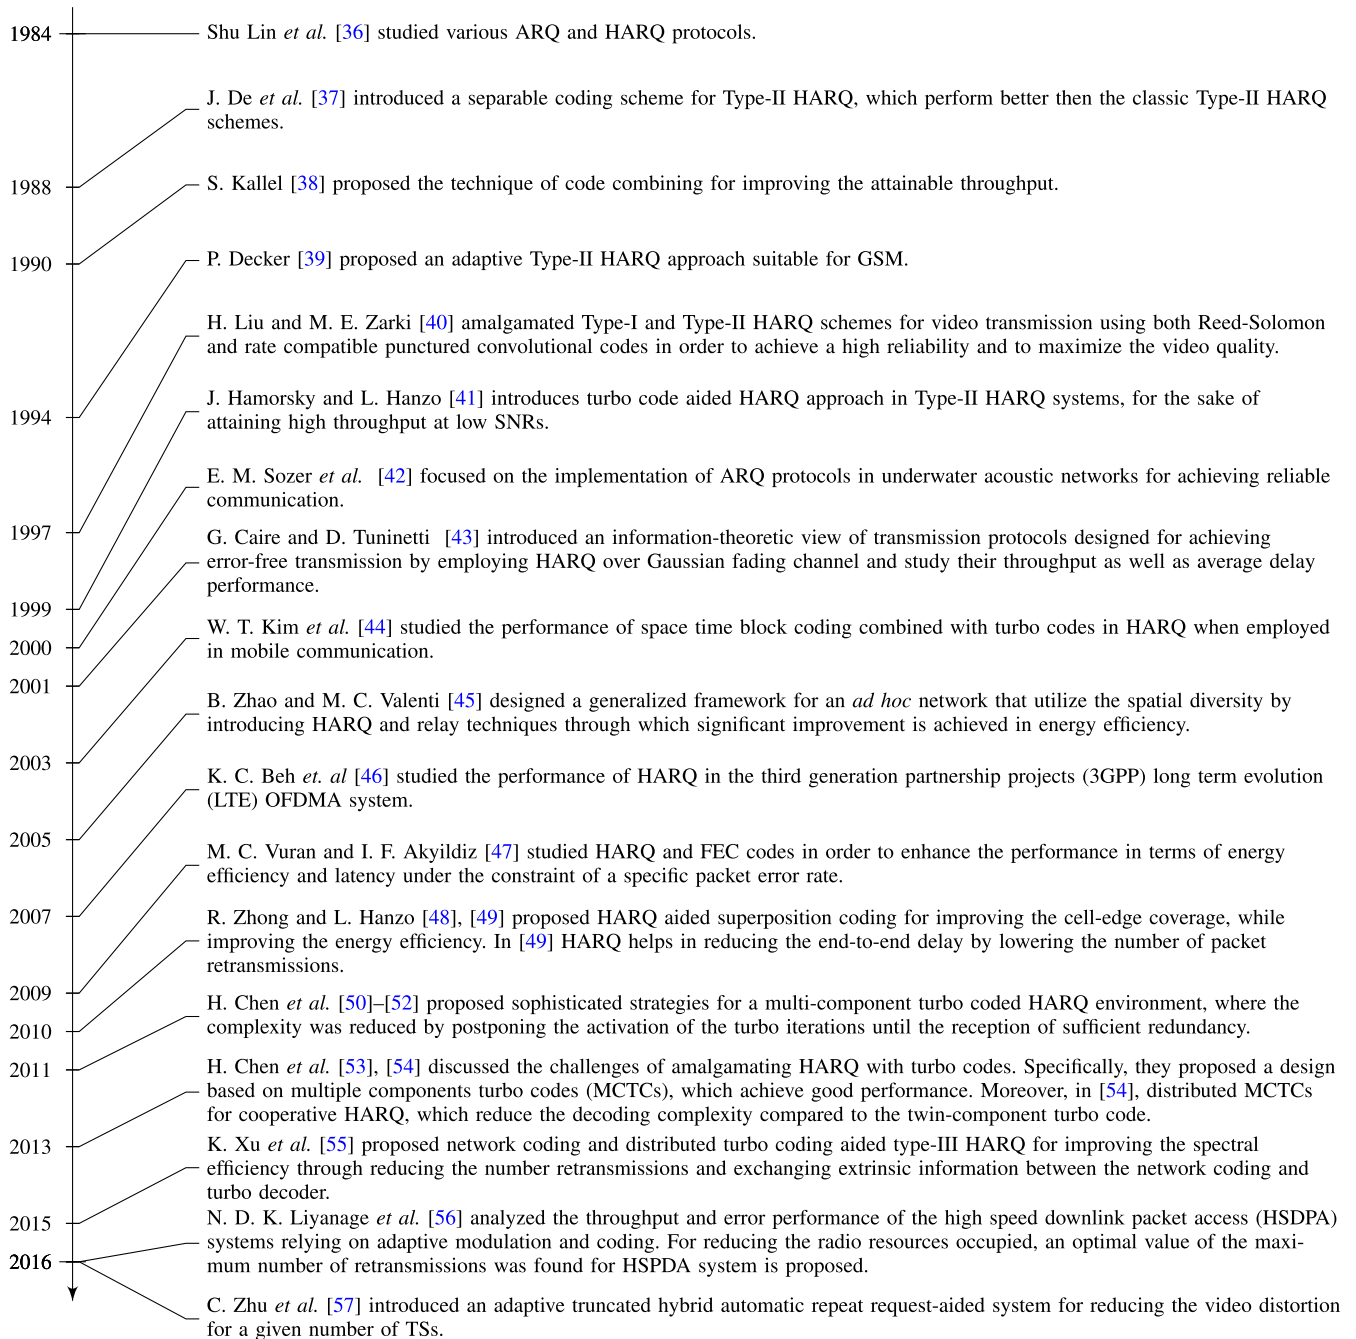 1984
Shu Lin et al. [36] studied various ARQ and HARQ protocols.
J. De et al. [37] introduced a separable coding scheme for Type-II HARQ, which perform better then the classic Type-II HARQ
schemes.
1988
S. Kallel [38] proposed the technique of code combining for improving the attainable throughput.
1990
P. Decker [39] proposed an adaptive Type-II HARQ approach suitable for GSM.
H. Liu and M. E. Zarki [40] amalgamated Type-I and Type-II HARQ schemes for video transmission using both Reed-Solomon
and rate compatible punctured convolutional codes in order to achieve a high reliability and to maximize the video quality.
J. Hamorsky and L. Hanzo [41] introduces turbo code aided HARQ approach in Type-II HARQ systems, for the sake of
attaining high throughput at low SNRs.
1994
E. M. Sozer et al. [42] focused on the implementation of ARQ protocols in underwater acoustic networks for achieving reliable
communication.
1997
G. Caire and D. Tuninetti [43] introduced an information-theoretic view of transmission protocols designed for achieving
error-free transmission by employing HARQ over Gaussian fading channel and study their throughput as well as average delay
performance.
1999
W. T. Kim et al. [44] studied the performance of space time block coding combined with turbo codes in HARQ when employed
in mobile communication.
2000
2001
B. Zhao and M. C. Valenti [45] designed a generalized framework for an ad hoc network that utilize the spatial diversity by
introducing HARQ and relay techniques through which significant improvement is achieved in energy efficiency.
2003
K. C. Beh et. al [46] studied the performance of HARQ in the third generation partnership projects (3GPP) long term evolution
(LTE) OFDMA system.
2005
M. C. Vuran and I. F. Akyildiz [47] studied HARQ and FEC codes in order to enhance the performance in terms of energy
efficiency and latency under the constraint of a specific packet error rate.
2007
R. Zhong and L. Hanzo [48], [49] proposed HARQ aided superposition coding for improving the cell-edge coverage, while
improving the energy efficiency. In [49] HARQ helps in reducing the end-to-end delay by lowering the number of packet
retransmissions.
2009
H. Chen et al. [50]–[52] proposed sophisticated strategies for a multi-component turbo coded HARQ environment, where the
complexity was reduced by postponing the activation of the turbo iterations until the reception of sufficient redundancy.
2010
2011
H. Chen et al. [53], [54] discussed the challenges of amalgamating HARQ with turbo codes. Specifically, they proposed a design
based on multiple components turbo codes (MCTCs), which achieve good performance. Moreover, in [54], distributed MCTCs
for cooperative HARQ, which reduce the decoding complexity compared to the twin-component turbo code.
2013
K. Xu et al. [55] proposed network coding and distributed turbo coding aided type-III HARQ for improving the spectral
efficiency through reducing the number retransmissions and exchanging extrinsic information between the network coding and
turbo decoder.
2015
N. D. K. Liyanage et al. [56] analyzed the throughput and error performance of the high speed downlink packet access (HSDPA)
systems relying on adaptive modulation and coding. For reducing the radio resources occupied, an optimal value of the maxi-
mum number of retransmissions was found for HSPDA system is proposed.
2016
C. Zhu et al. [57] introduced an adaptive truncated hybrid automatic repeat request-aided system for reducing the video distortion
for a given number of TSs.